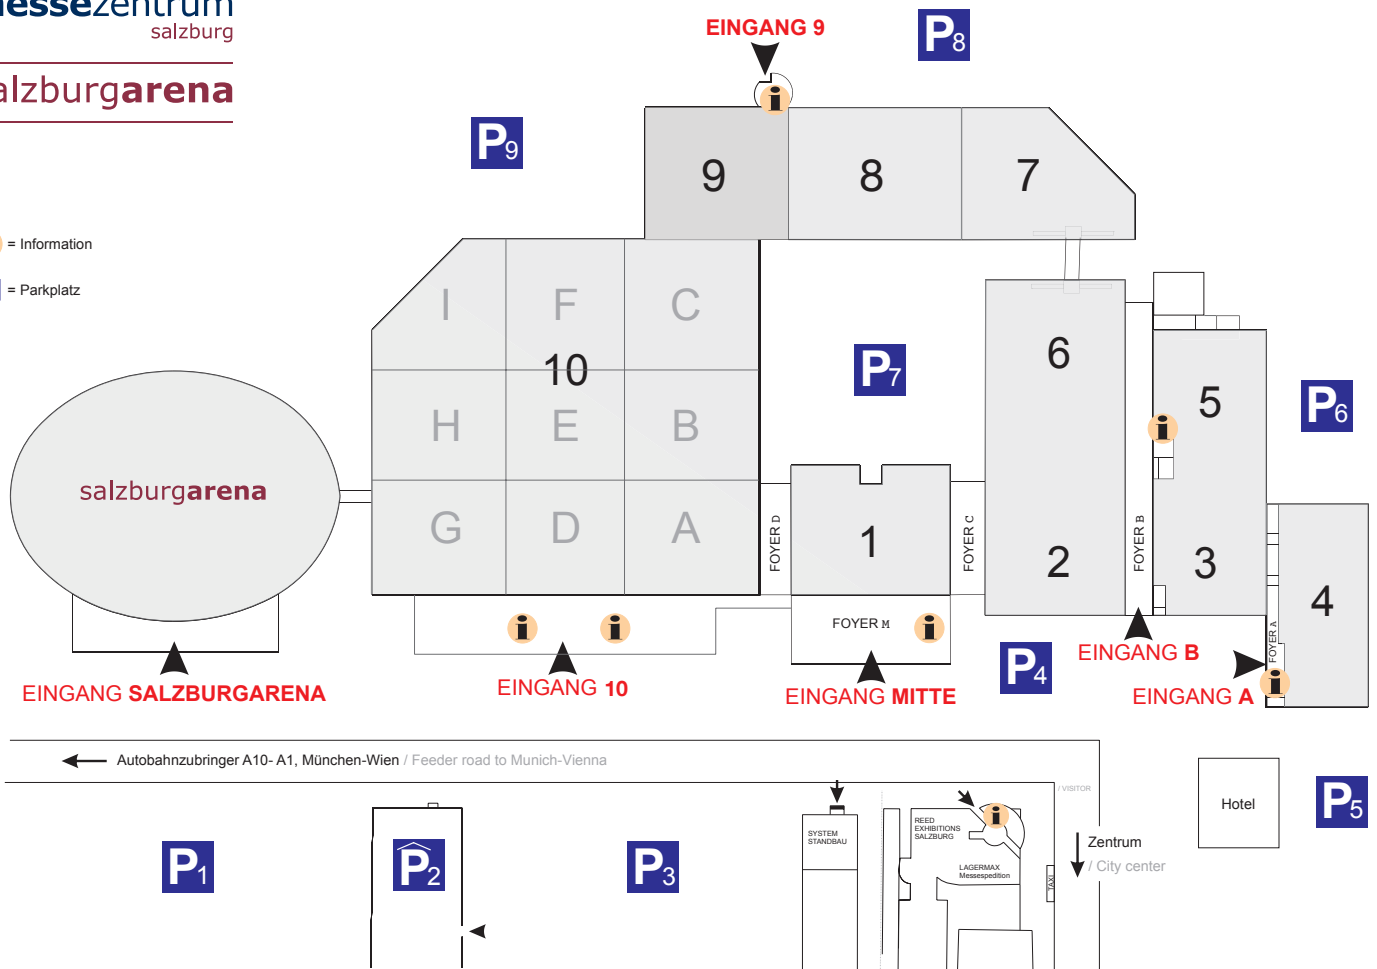 messezentrum
salzburg
salzburgarena
EINGANG 9
P8
P9
9
8
7
= Information
= Parkplatz
I
F
C
10
6
P7
5
P6
H
E
B
salzburgarena
G
D
A
FOYER D
1
FOYER C
2
FOYER B
3
4
FOYER M
FOYER A
EINGANG SALZBURGARENA
EINGANG 10
EINGANG MITTE
P4
EINGANG B
EINGANG A
Autobahnzubringer A10- A1, München-Wien / Feeder road to Munich-Vienna
/ VISITOR
Hotel
P5
SYSTEM
STANDBAU
REED
EXHIBITIONS
SALZBURG
Zentrum
/ City center
LAGERMAX
Messespedition
TAXI
P1
P2
P3